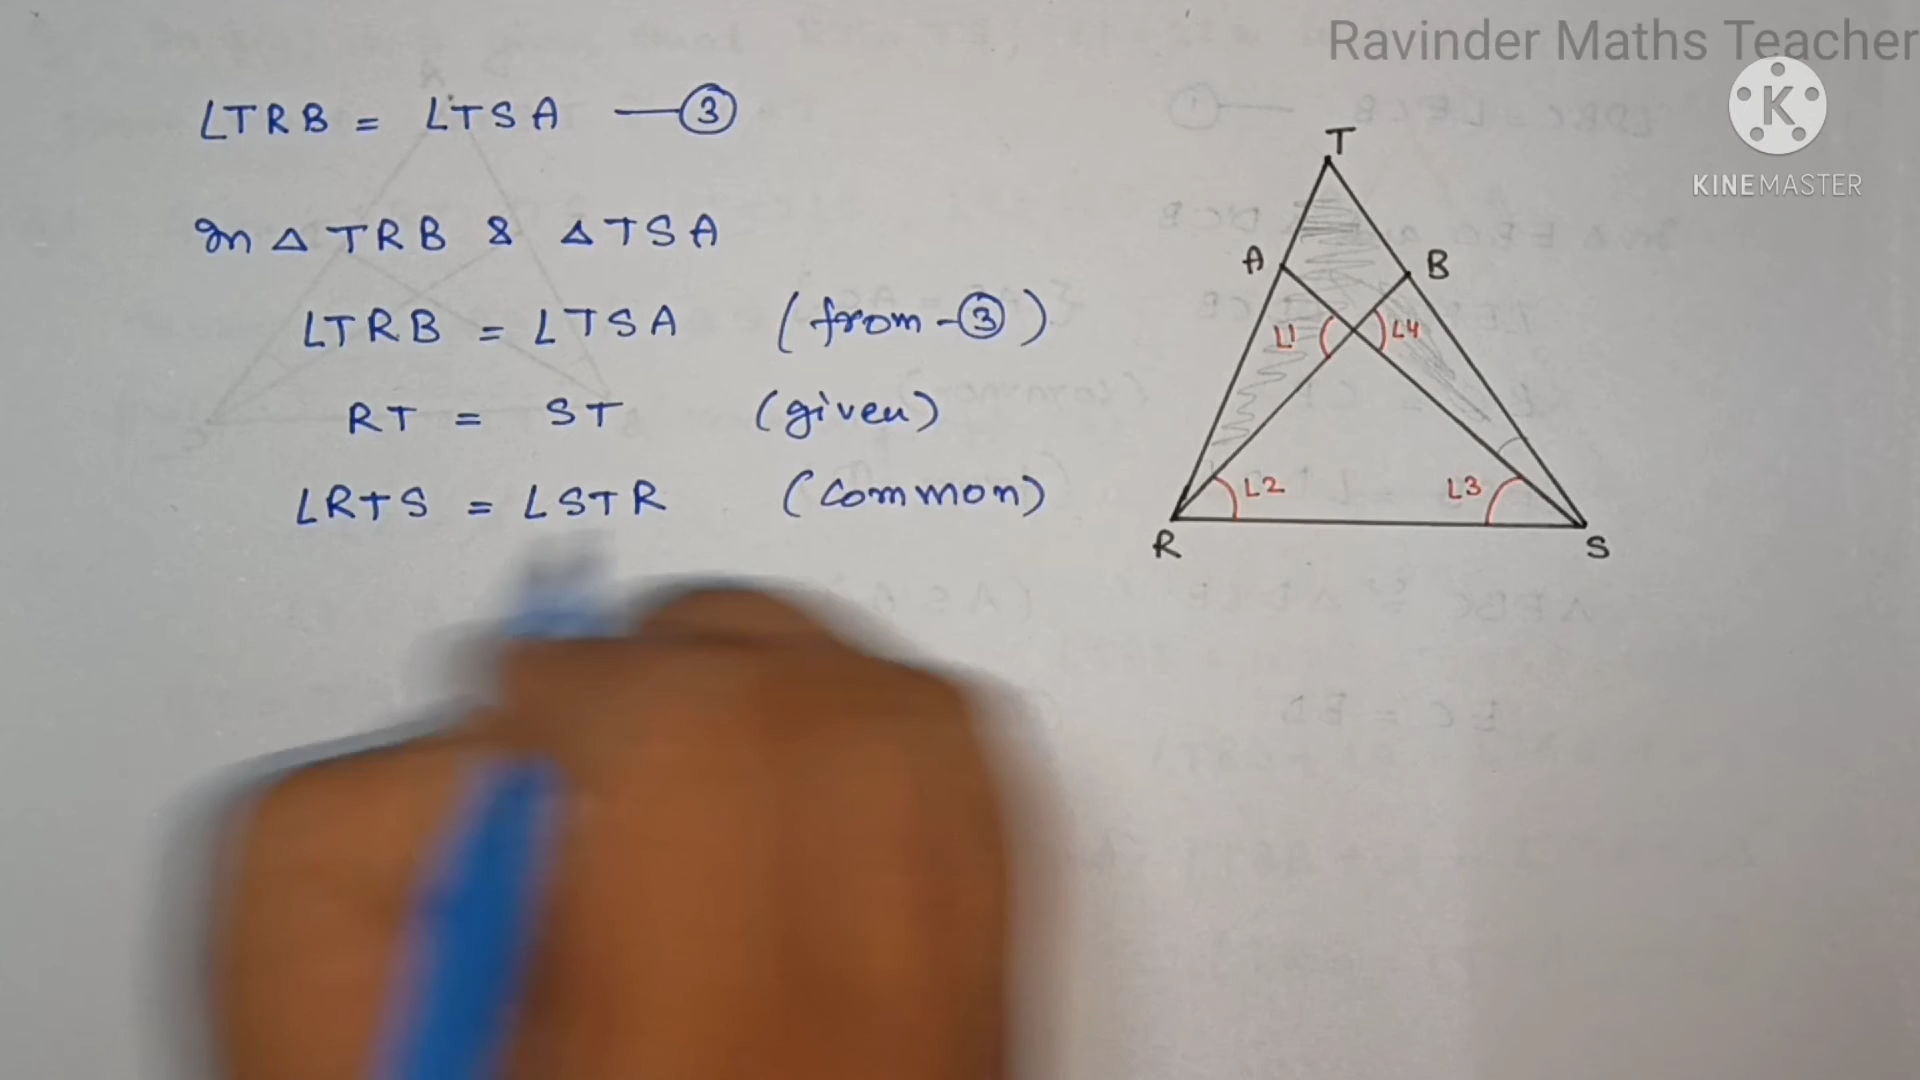 Ravinder Maths Teacher
K
KINEMASTER
∠TRB = ∠TSA —③
In △ TRB & △TSA
∠TRB = ∠TSA (from -③)
RT = ST (given)
∠RTS = ∠STR (common)
T
A
B
∠1
∠4
∠2
∠3
R
S